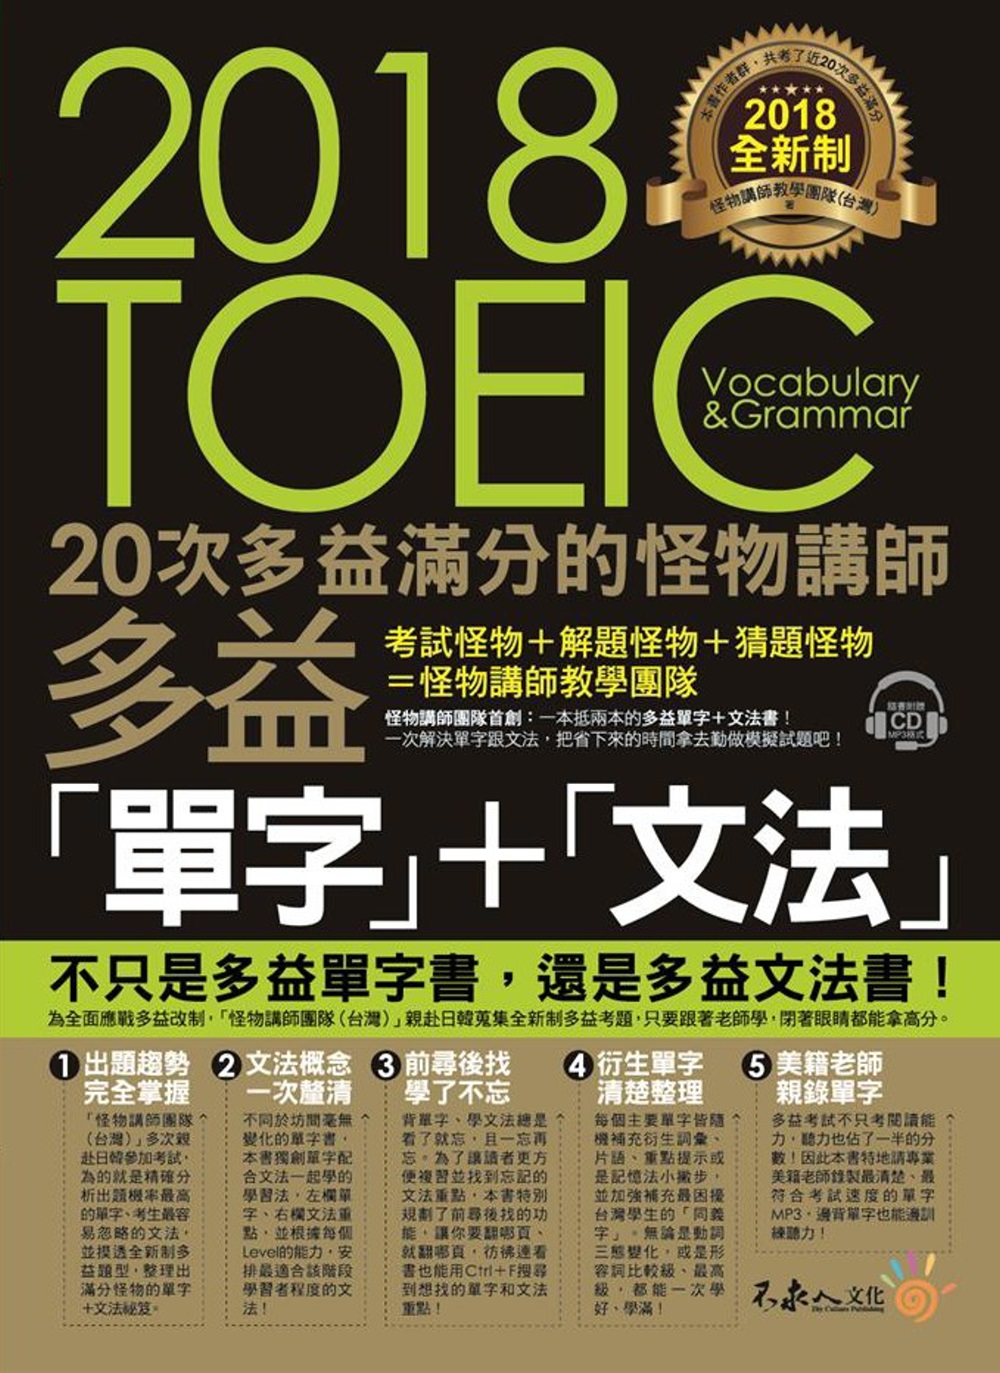 2018
TOEIC
Vocabulary
&Grammar
本書作者群，共考了近20次多益滿分
2018
全新制
怪物講師教學團隊(台灣)
著
20次多益滿分的怪物講師
多益
考試怪物＋解題怪物＋猜題怪物
＝怪物講師教學團隊
怪物講師團隊首創：一本抵兩本的多益單字＋文法書！
一次解決單字跟文法，把省下來的時間拿去勤做模擬試題吧！
隨書附贈
CD
MP3格式
「單字」＋「文法」
不只是多益單字書，還是多益文法書！
為全面應戰多益改制，「怪物講師團隊（台灣）」親赴日韓蒐集全新制多益考題，只要跟著老師學，閉著眼睛都能拿高分。
1 出題趨勢
完全掌握
「怪物講師團隊
（台灣）」多次親
赴日韓參加考試，
為的就是精確分
析出題機率最高
的單字、考生最容
易忽略的文法，
並摸透全新制多
益題型，整理出
滿分怪物的單字
＋文法祕笈。
2 文法概念
一次釐清
不同於坊間毫無
變化的單字書，
本書獨創單字配
合文法一起學的
學習法，左欄單
字、右欄文法重
點，並根據每個
Level的能力，安
排最適合該階段
學習者程度的文
法！
3 前尋後找
學了不忘
背單字、學文法總是
看了就忘，且一忘再
忘。為了讓讀者更方
便複習並找到忘記的
文法重點，本書特別
規劃了前尋後找的功
能，讓你要翻哪頁、
就翻哪頁，彷彿連看
書也能用Ctrl＋F搜尋
到想找的單字和文法
重點！
4 衍生單字
清楚整理
每個主要單字皆隨
機補充衍生詞彙、
片語、重點提示或
是記憶法小撇步，
並加強補充最困擾
台灣學生的「同義
字」。無論是動詞
三態變化，或是形
容詞比較級、最高
級，都能一次學
好、學滿！
5 美籍老師
親錄單字
多益考試不只考閱讀能
力，聽力也佔了一半的分
數！因此本書特地請專業
美籍老師錄製最清楚、最
符合考試速度的單字
MP3，邊背單字也能邊訓
練聽力！
不求人文化
Diy Culture Publishing